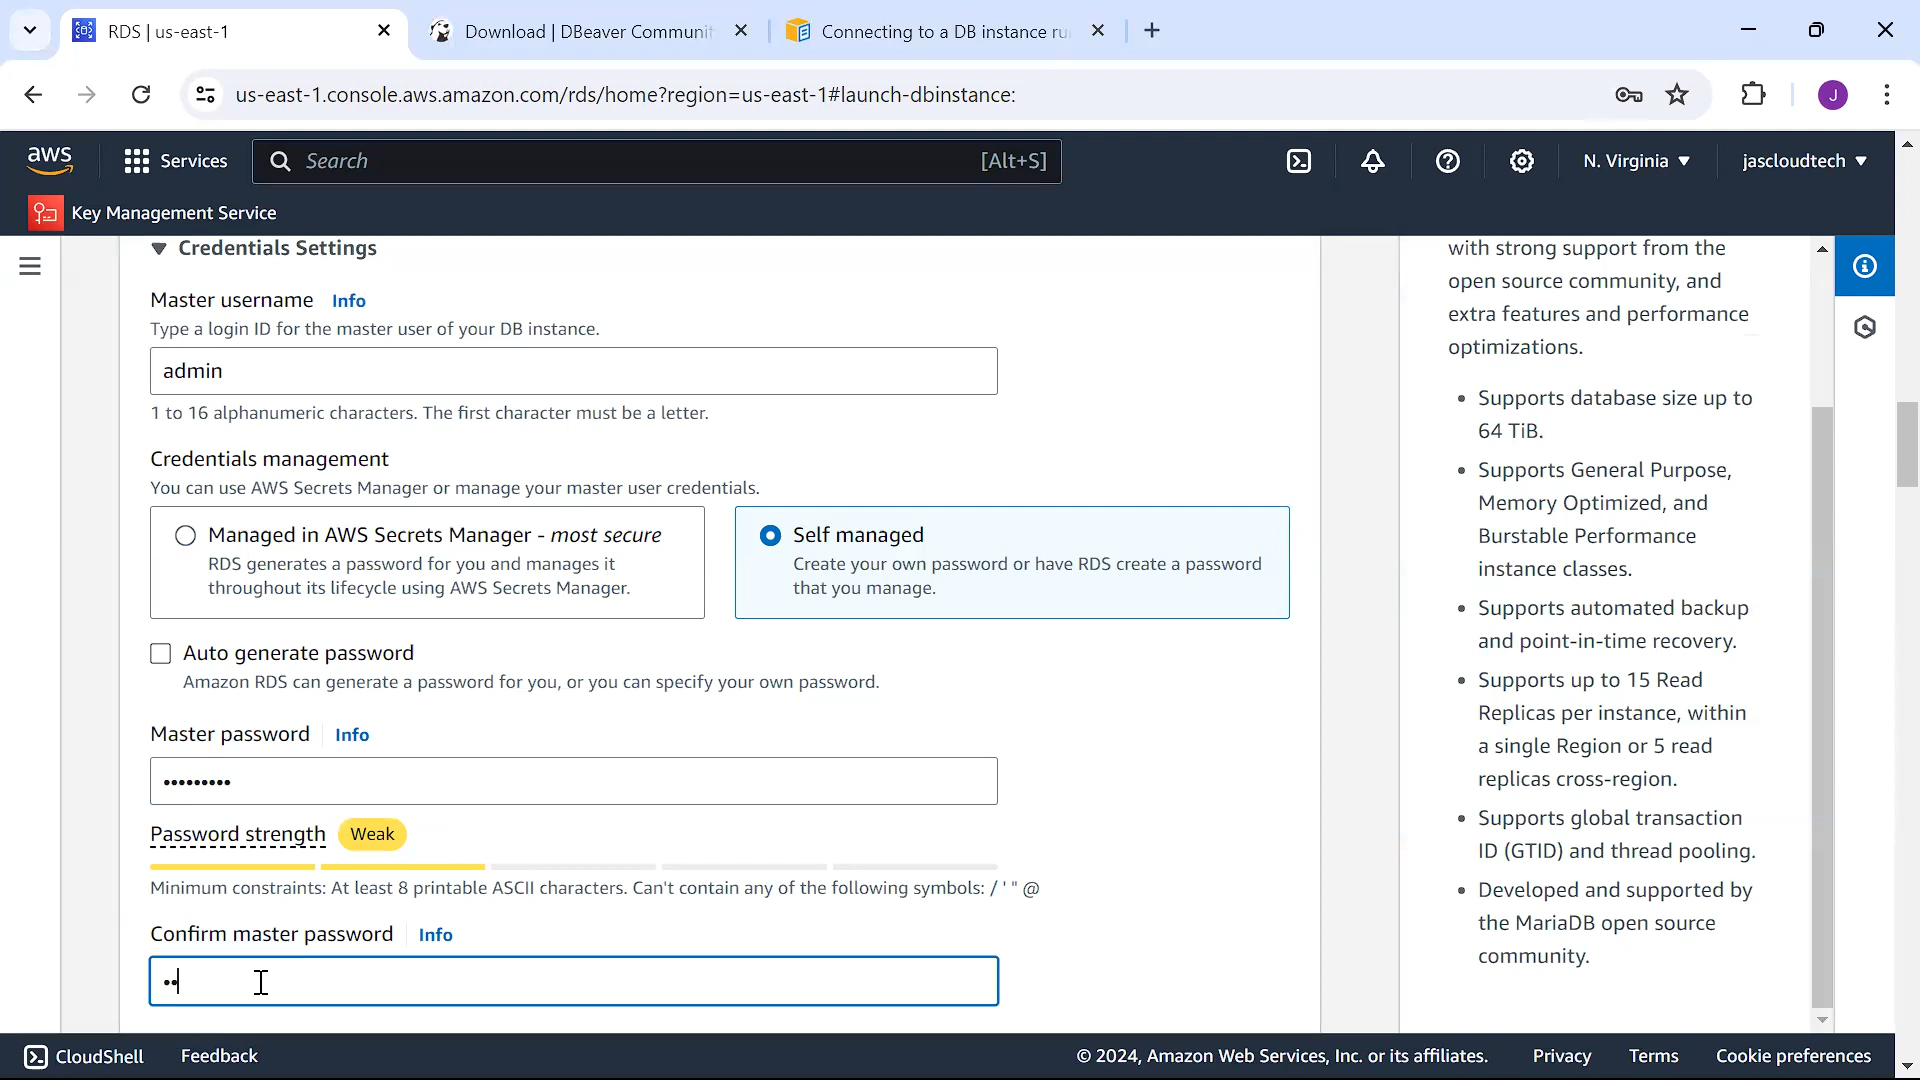 RDS | us-east-1
Download | DBeaver Communit
Connecting to a DB instance ru
us-east-1.console.aws.amazon.com/rds/home?region=us-east-1#launch-dbinstance:
J
aws
Services
Search
[Alt+S]
N. Virginia
jascloudtech
Key Management Service
Credentials Settings
Master username Info
Type a login ID for the master user of your DB instance.
admin
1 to 16 alphanumeric characters. The first character must be a letter.
Credentials management
You can use AWS Secrets Manager or manage your master user credentials.
Managed in AWS Secrets Manager - most secure
RDS generates a password for you and manages it
throughout its lifecycle using AWS Secrets Manager.
Self managed
Create your own password or have RDS create a password
that you manage.
Auto generate password
Amazon RDS can generate a password for you, or you can specify your own password.
Master password Info
•••••••••
Password strength Weak
Minimum constraints: At least 8 printable ASCII characters. Can't contain any of the following symbols: / ' " @
Confirm master password Info
••
with strong support from the
open source community, and
extra features and performance
optimizations.
• Supports database size up to
64 TiB.
• Supports General Purpose,
Memory Optimized, and
Burstable Performance
instance classes.
• Supports automated backup
and point-in-time recovery.
• Supports up to 15 Read
Replicas per instance, within
a single Region or 5 read
replicas cross-region.
• Supports global transaction
ID (GTID) and thread pooling.
• Developed and supported by
the MariaDB open source
community.
CloudShell
Feedback
© 2024, Amazon Web Services, Inc. or its affiliates.
Privacy
Terms
Cookie preferences